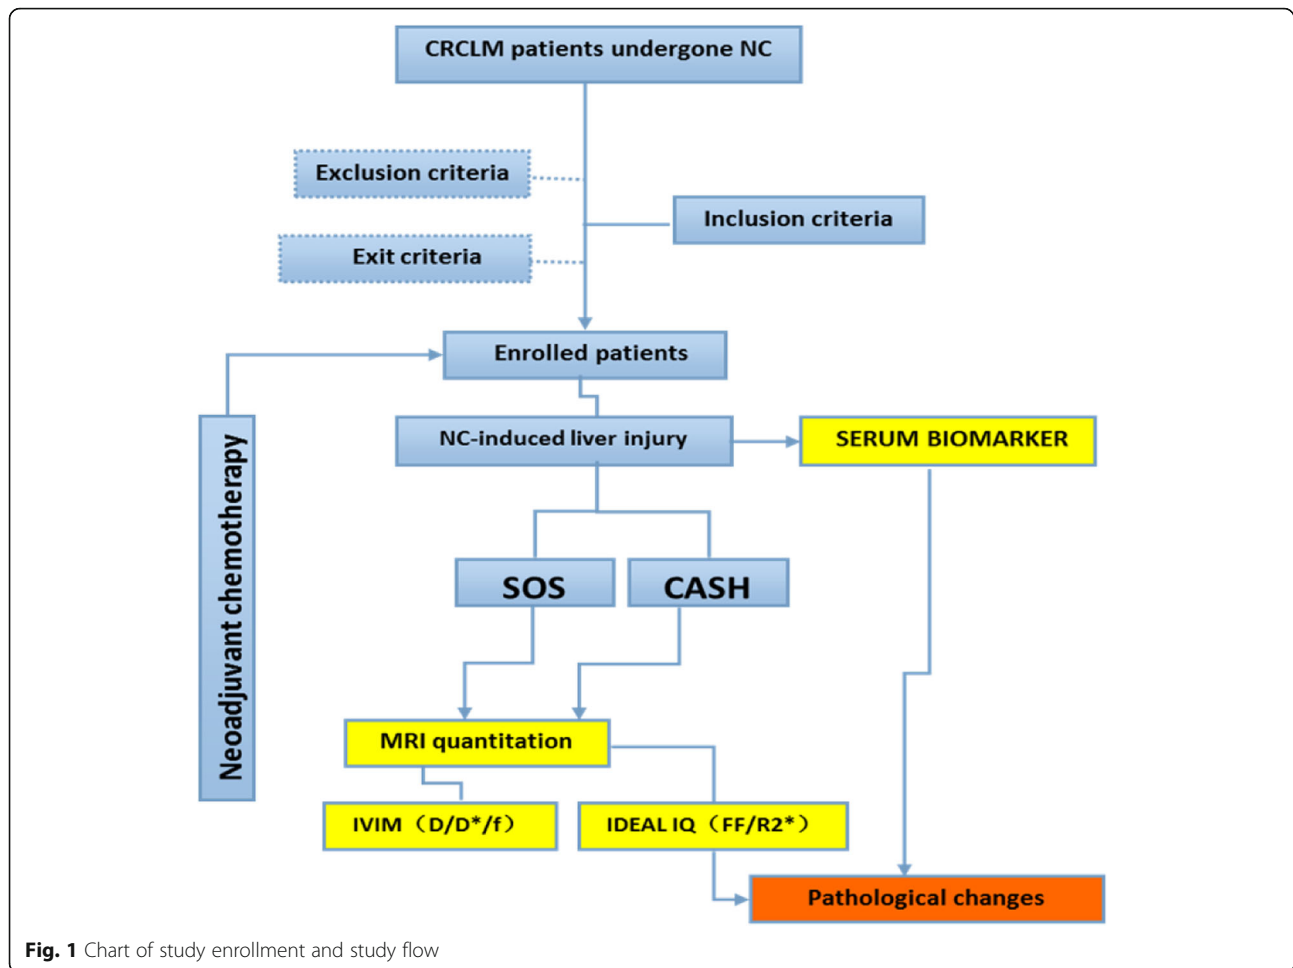 CRCLM patients undergone NC
Exclusion criteria
Inclusion criteria
Exit criteria
Enrolled patients
Neoadjuvant chemotherapy
NC-induced liver injury
SERUM BIOMARKER
SOS
CASH
MRI quantitation
IVIM（D/D*/f）
IDEAL IQ（FF/R2*）
Pathological changes
Fig. 1 Chart of study enrollment and study flow